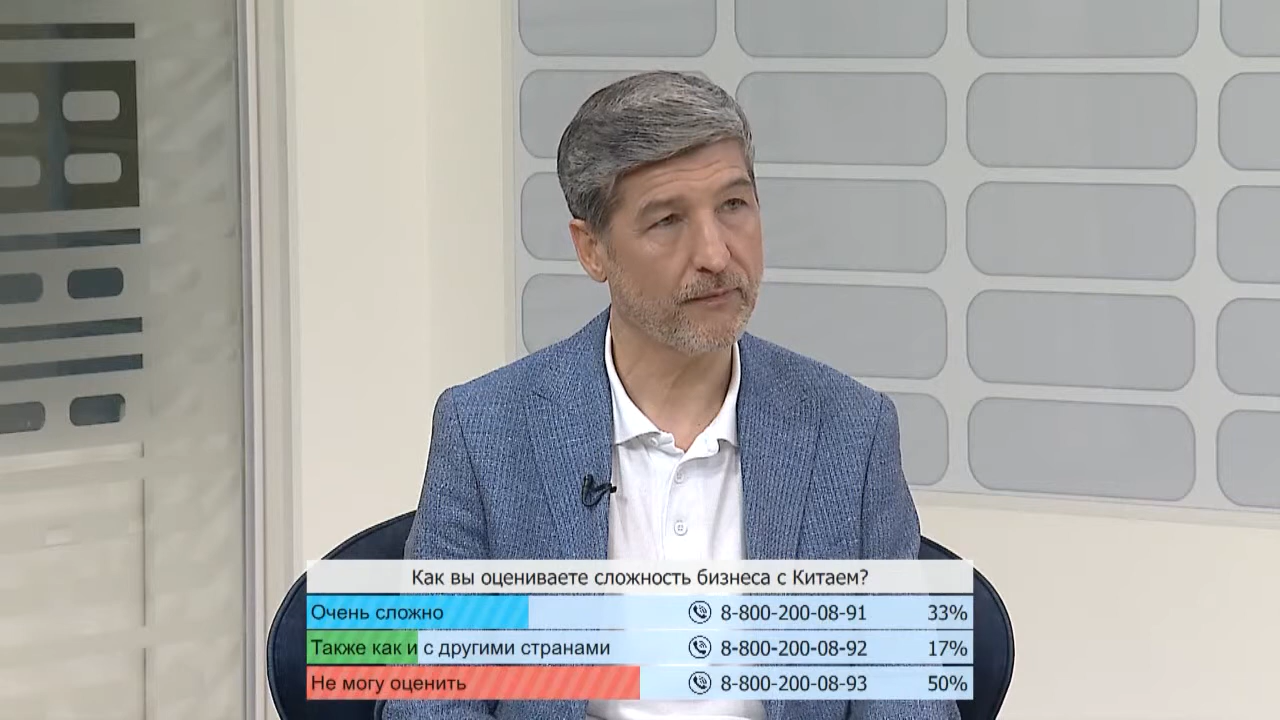 Как вы оцениваете сложность бизнеса с Китаем?
Очень сложно 8-800-200-08-91 33%
Также как и с другими странами 8-800-200-08-92 17%
Не могу оценить 8-800-200-08-93 50%